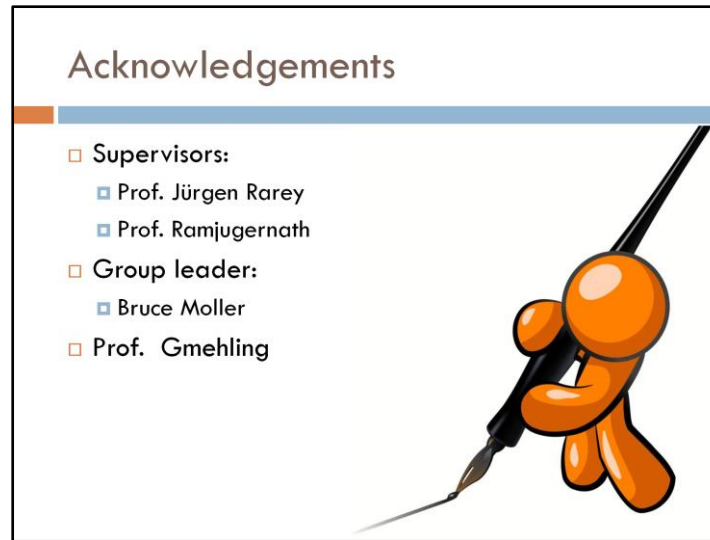 Acknowledgements
Supervisors:
Prof. Jürgen Rarey
Prof. Ramjugernath
Group leader:
Bruce Moller
Prof. Gmehling